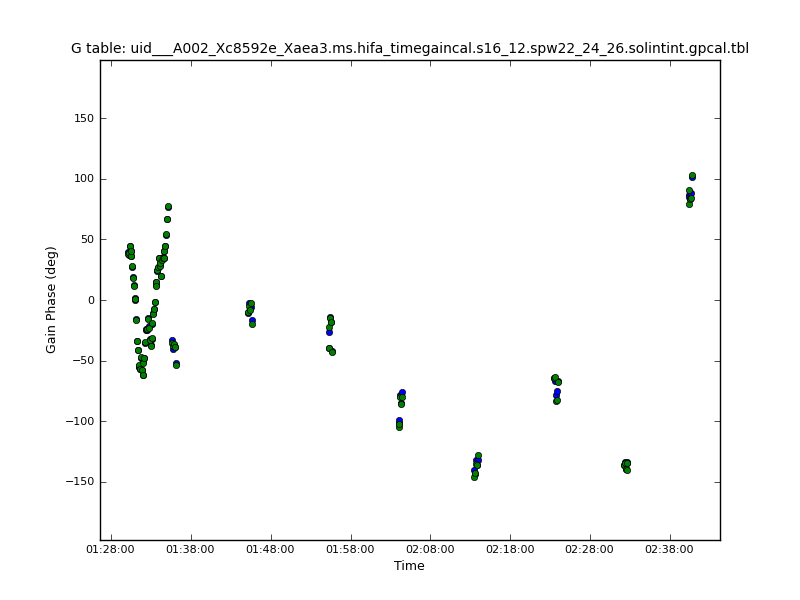 G table: uid___A002_Xc8592e_Xaea3.ms.hifa_timegaincal.s16_12.spw22_24_26.solintint.gpcal.tbl
150
100
50
0
−50
−100
−150
Gain Phase (deg)
01:28:00 01:38:00 01:48:00 01:58:00 02:08:00 02:18:00 02:28:00 02:38:00
Time